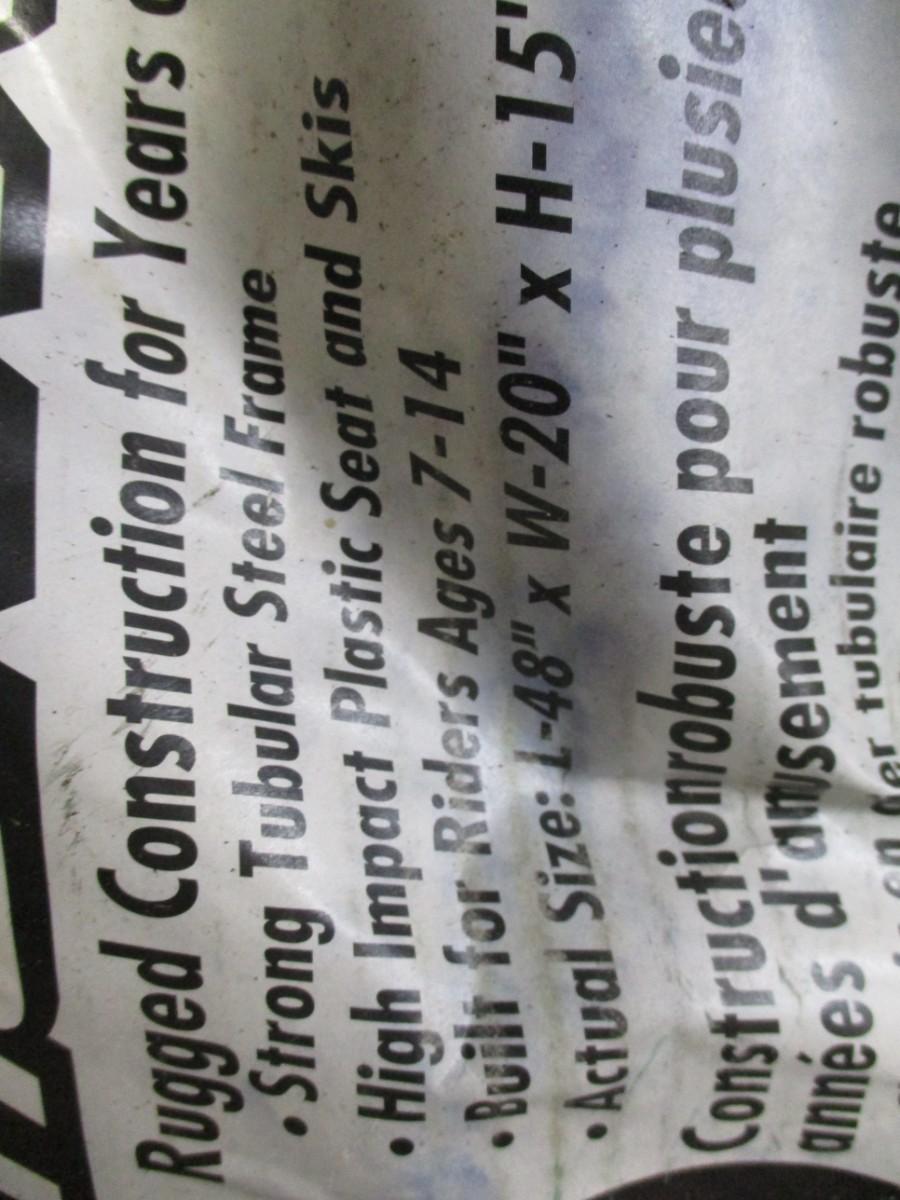 Rugged Construction for Years
• Strong Tubular Steel Frame
• High Impact Plastic Seat and Skis
• Built for Riders Ages 7-14
• Actual Size: L-48" x W-20" x H-15"
Constructionrobuste pour plusieu
années d'amusement
tubulaire robuste